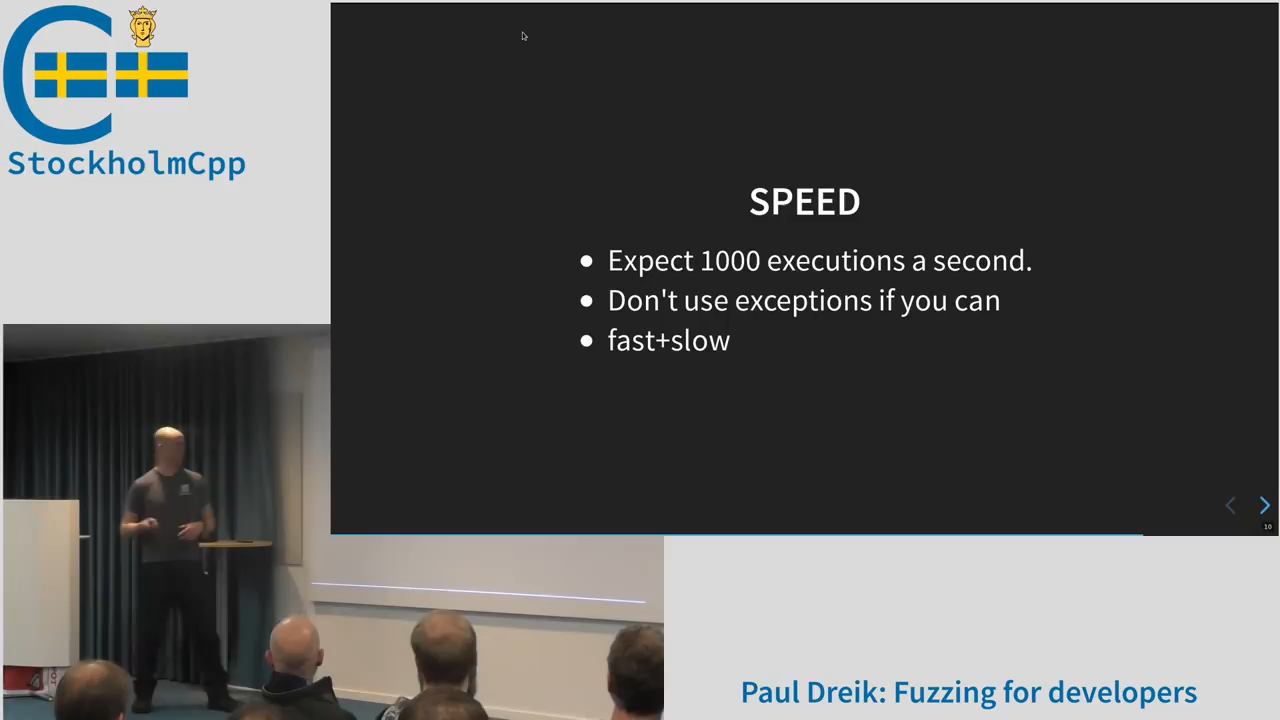 StockholmCpp
SPEED
Expect 1000 executions a second.
Don't use exceptions if you can
fast+slow
10
Paul Dreik: Fuzzing for developers